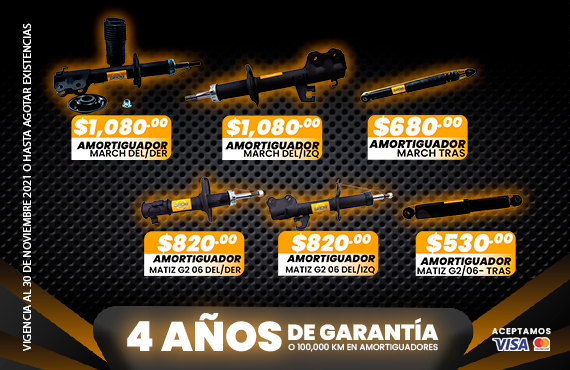 VIGENCIA AL 30 DE NOVIEMBRE 2021 O HASTA AGOTAR EXISTENCIAS
$1,080.00
AMORTIGUADOR
MARCH DEL/DER
$1,080.00
AMORTIGUADOR
MARCH DEL/IZQ
$680.00
AMORTIGUADOR
MARCH TRAS
$820.00
AMORTIGUADOR
MATIZ G2 06 DEL/DER
$820.00
AMORTIGUADOR
MATIZ G2 06 DEL/IZQ
$530.00
AMORTIGUADOR
MATIZ G2/06- TRAS
4 AÑOS DE GARANTÍA
O 100,000 KM EN AMORTIGUADORES
ACEPTAMOS
VISA